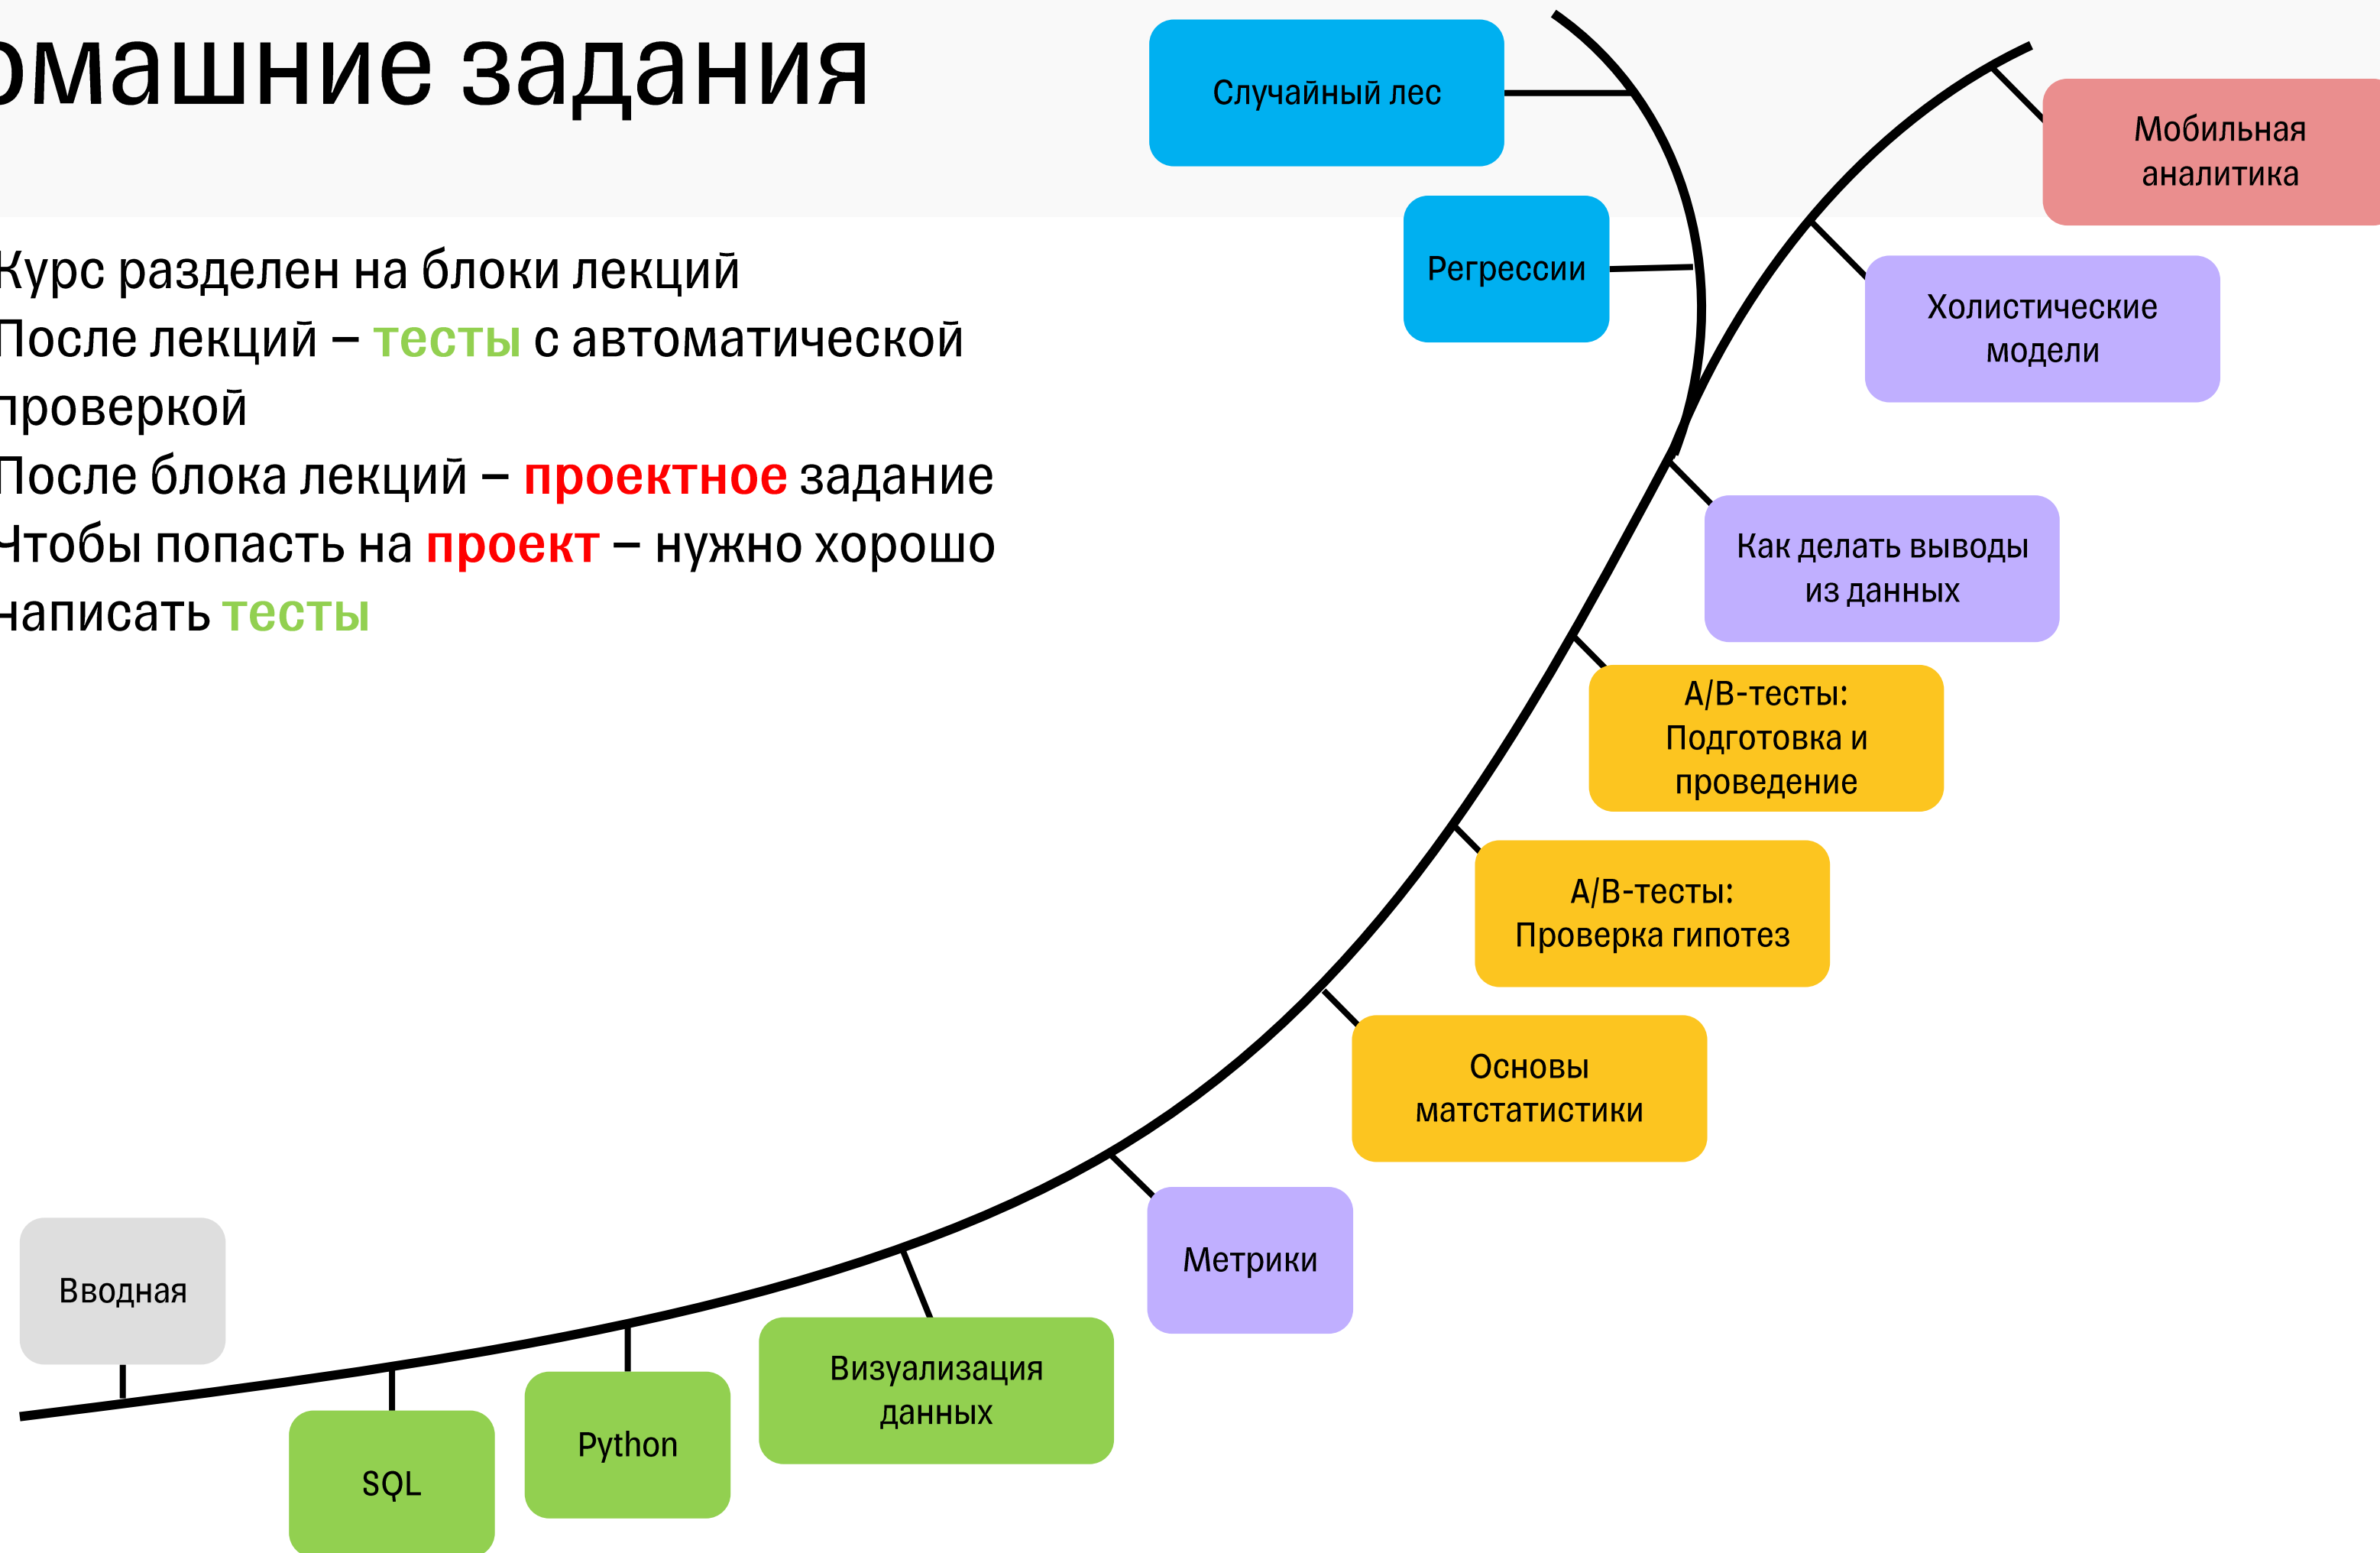 омашние задания
Курс разделен на блоки лекций
После лекций – тесты с автоматической
проверкой
После блока лекций – проектное задание
Чтобы попасть на проект – нужно хорошо
написать тесты
Случайный лес
Регрессии
Мобильная
аналитика
Холистические
модели
Как делать выводы
из данных
A/B-тесты:
Подготовка и
проведение
A/B-тесты:
Проверка гипотез
Основы
матстатистики
Метрики
Визуализация
данных
Python
SQL
Вводная